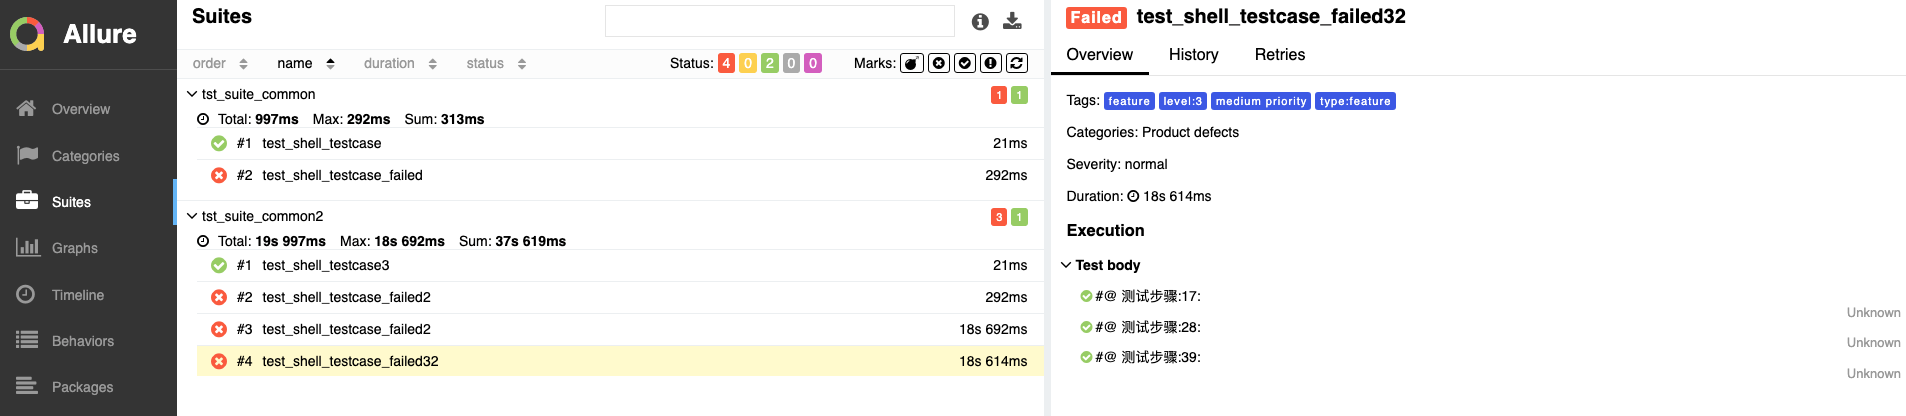 Allure
Overview
Categories
Suites
Graphs
Timeline
Behaviors
Packages
Suites
order name duration status Status: 4 0 2 0 0 Marks:
tst_suite_common 1 1
Total: 997ms Max: 292ms Sum: 313ms
#1 test_shell_testcase 21ms
#2 test_shell_testcase_failed 292ms
tst_suite_common2 3 1
Total: 19s 997ms Max: 18s 692ms Sum: 37s 619ms
#1 test_shell_testcase3 21ms
#2 test_shell_testcase_failed2 292ms
#3 test_shell_testcase_failed2 18s 692ms
#4 test_shell_testcase_failed32 18s 614ms
Failed test_shell_testcase_failed32
Overview History Retries
Tags: feature level:3 medium priority type:feature
Categories: Product defects
Severity: normal
Duration: 18s 614ms
Execution
Test body
#@ 测试步骤:17:
Unknown
#@ 测试步骤:28:
Unknown
#@ 测试步骤:39:
Unknown